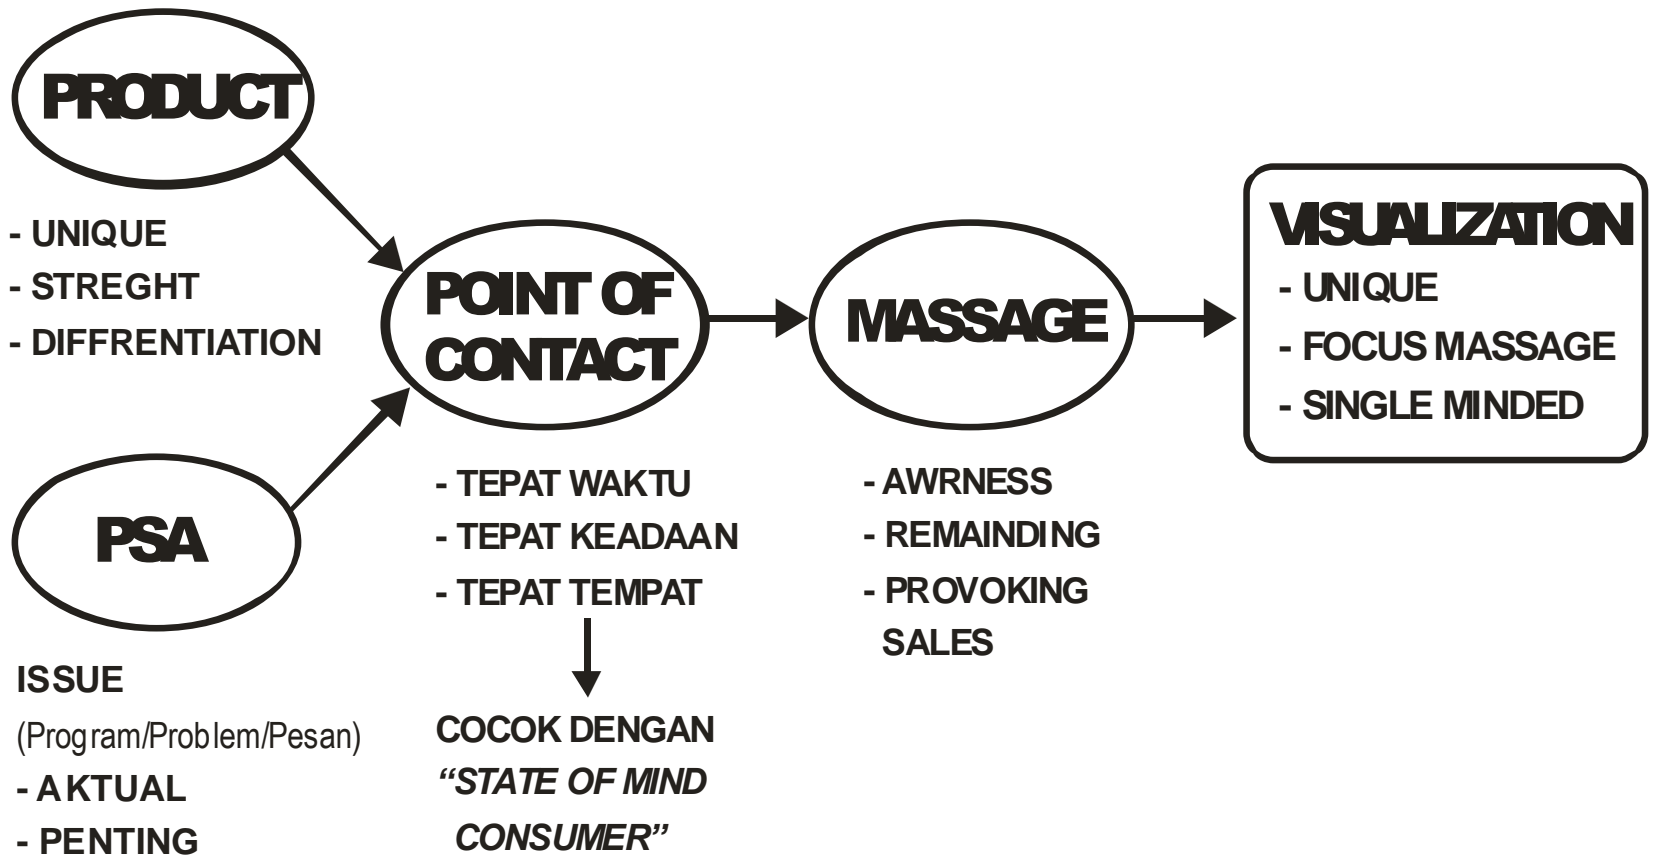 PRODUCT
- UNIQUE
- STREGHT
- DIFFRENTIATION
PSA
ISSUE
(Program/Problem/Pesan)
- AKTUAL
- PENTING
POINT OF
CONTACT
- TEPAT WAKTU
- TEPAT KEADAAN
- TEPAT TEMPAT
COCOK DENGAN
“STATE OF MIND
CONSUMER”
MASSAGE
- AWRNESS
- REMAINDING
- PROVOKING
SALES
VISUALIZATION
- UNIQUE
- FOCUS MASSAGE
- SINGLE MINDED